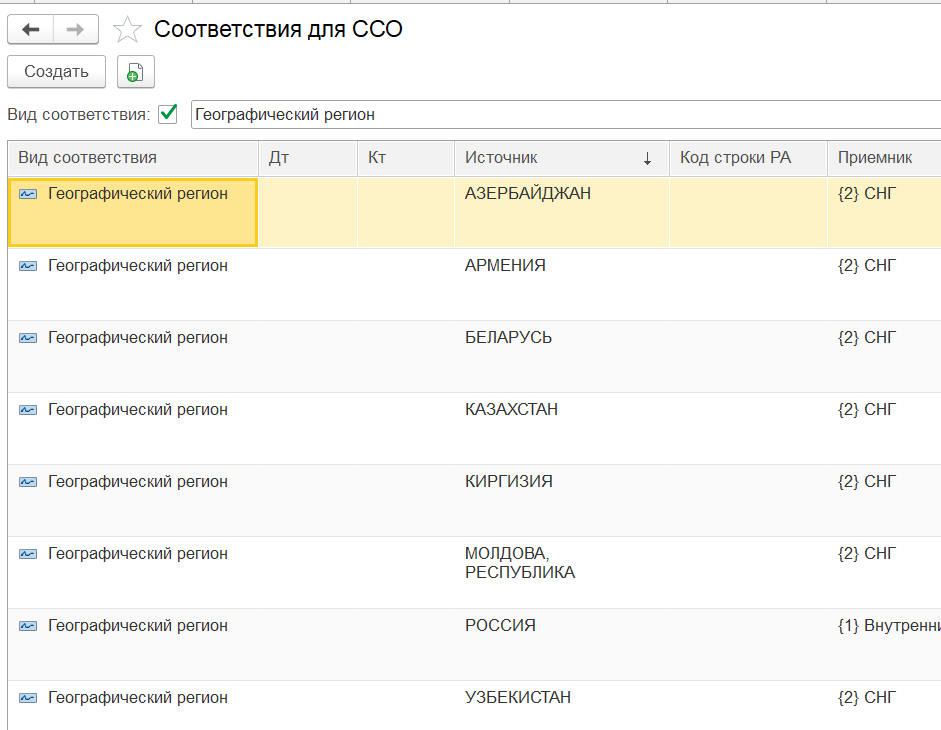 Соответствия для ССО
Создать
Вид соответствия: Географический регион
Вид соответствия Дт Кт Источник ↓ Код строки РА Приемник
Географический регион АЗЕРБАЙДЖАН {2} СНГ
Географический регион АРМЕНИЯ {2} СНГ
Географический регион БЕЛАРУСЬ {2} СНГ
Географический регион КАЗАХСТАН {2} СНГ
Географический регион КИРГИЗИЯ {2} СНГ
Географический регион МОЛДОВА, {2} СНГ
РЕСПУБЛИКА
Географический регион РОССИЯ {1} Внутренни
Географический регион УЗБЕКИСТАН {2} СНГ